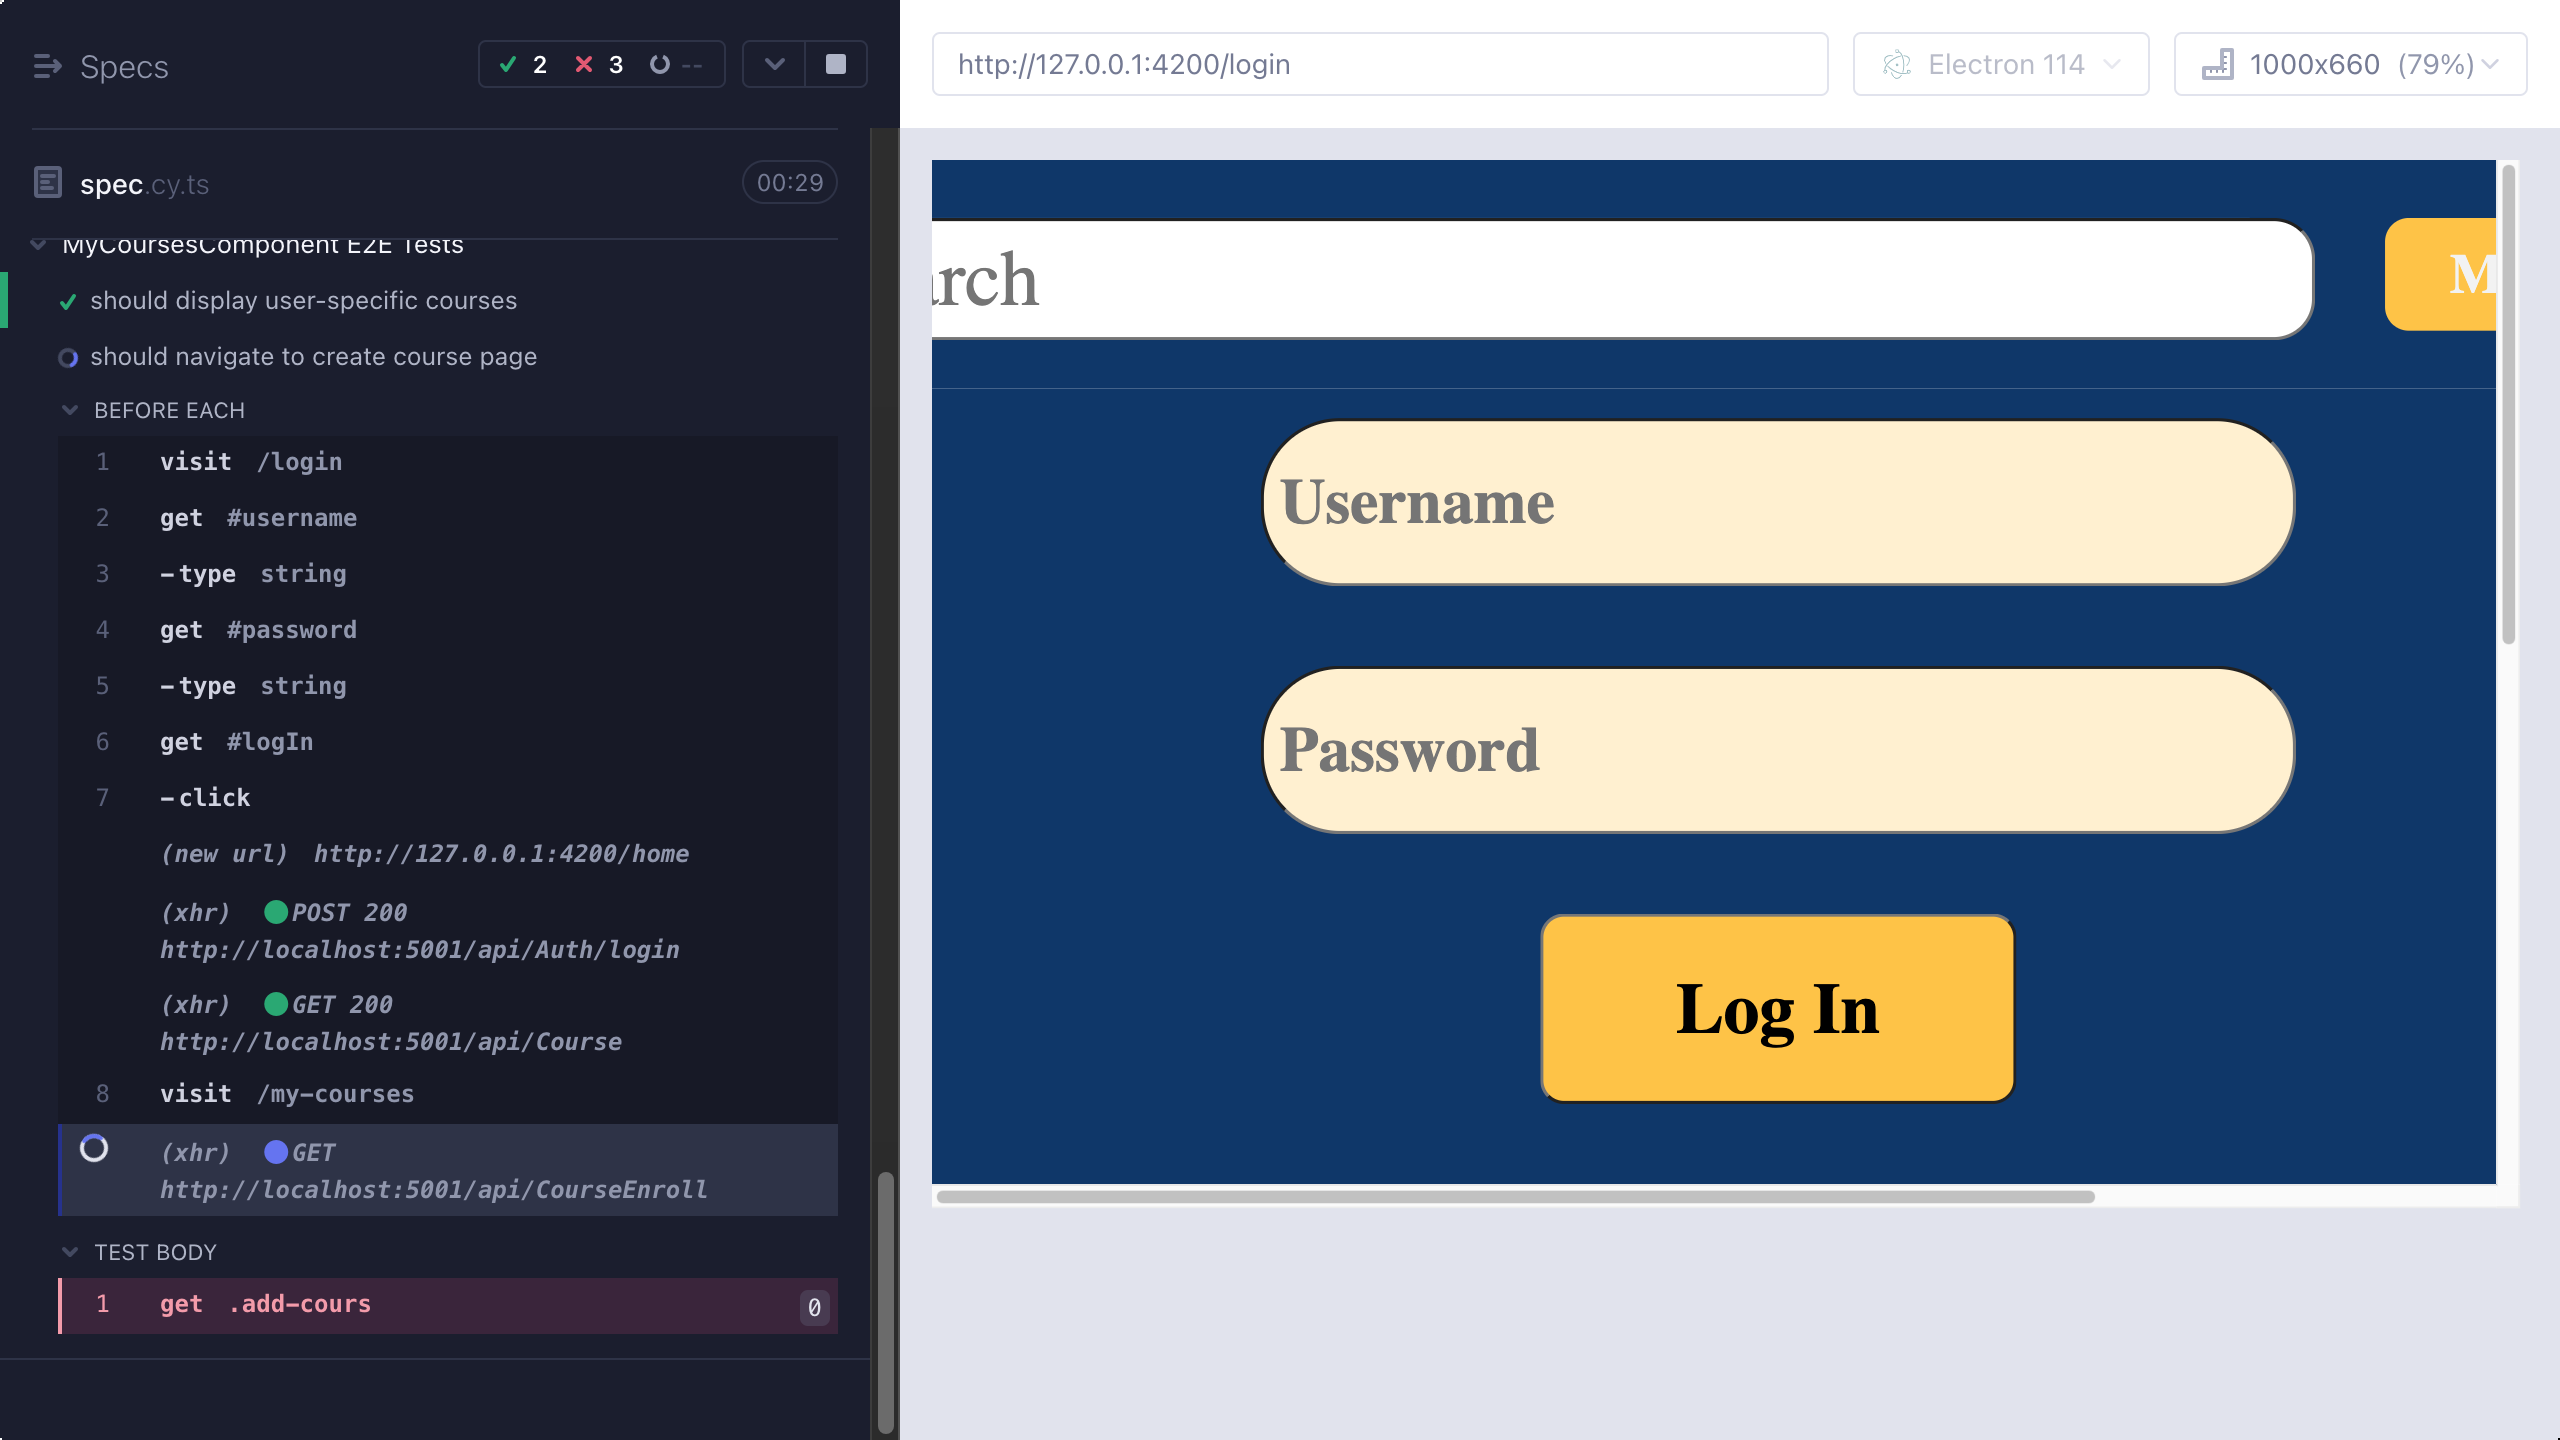 Specs
2
3
--
spec.cy.ts
00:29
MyCoursesComponent E2E Tests
should display user-specific courses
should navigate to create course page
BEFORE EACH
1 visit /login
2 get #username
3 -type string
4 get #password
5 -type string
6 get #logIn
7 -click
(new url) http://127.0.0.1:4200/home
(xhr) POST 200
http://localhost:5001/api/Auth/login
(xhr) GET 200
http://localhost:5001/api/Course
8 visit /my-courses
(xhr) GET
http://localhost:5001/api/CourseEnroll
TEST BODY
1 get .add-cours 0
http://127.0.0.1:4200/login
Electron 114
1000x660 (79%)
arch
M
Username
Password
Log In